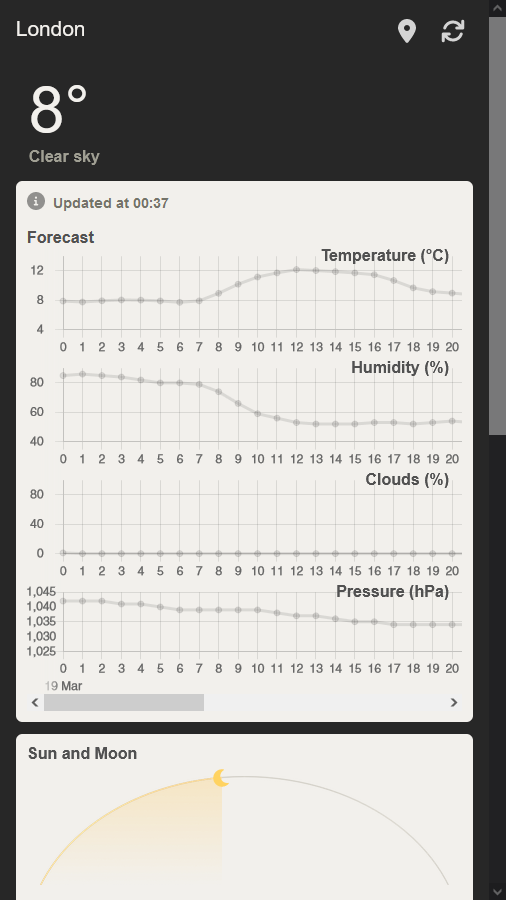 London
8°
Clear sky
Updated at 00:37
Forecast
Temperature (°C)
12
8
4
0 1 2 3 4 5 6 7 8 9 10 11 12 13 14 15 16 17 18 19 20
Humidity (%)
80
60
40
0 1 2 3 4 5 6 7 8 9 10 11 12 13 14 15 16 17 18 19 20
Clouds (%)
80
40
0
0 1 2 3 4 5 6 7 8 9 10 11 12 13 14 15 16 17 18 19 20
Pressure (hPa)
1,045
1,040
1,035
1,030
1,025
0 1 2 3 4 5 6 7 8 9 10 11 12 13 14 15 16 17 18 19 20
19 Mar
Sun and Moon